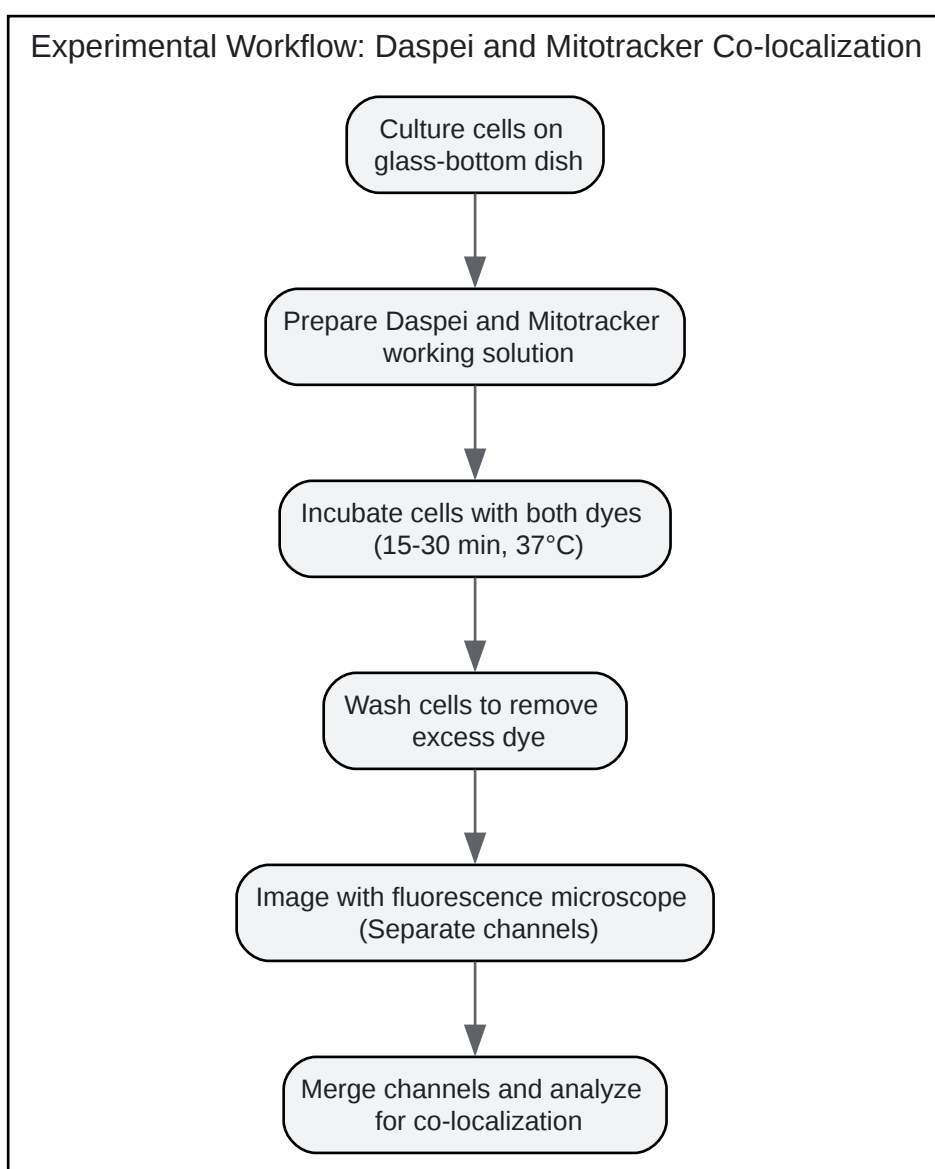 Experimental Workflow: Daspei and Mitotracker Co-localization
Culture cells on
glass-bottom dish
Prepare Daspei and Mitotracker
working solution
Incubate cells with both dyes
(15-30 min, 37°C)
Wash cells to remove
excess dye
Image with fluorescence microscope
(Separate channels)
Merge channels and analyze
for co-localization